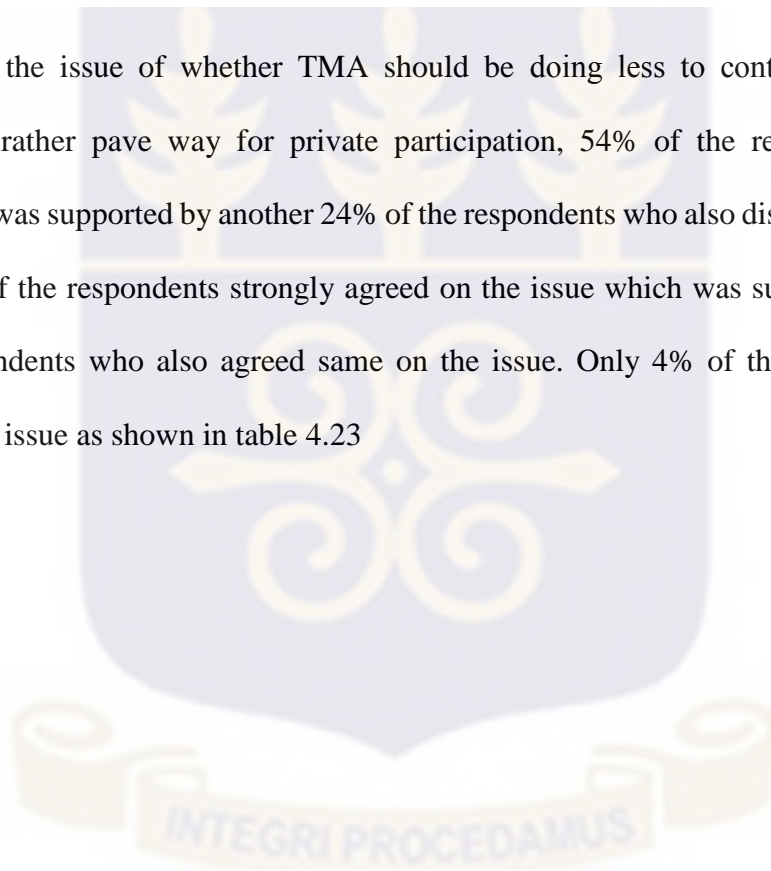 the issue of whether TMA should be doing less to cont
rather pave way for private participation, 54% of the re
was supported by another 24% of the respondents who also dis
f the respondents strongly agreed on the issue which was su
ndents who also agreed same on the issue. Only 4% of th
issue as shown in table 4.23
INTEGRI PROCEDAMUS